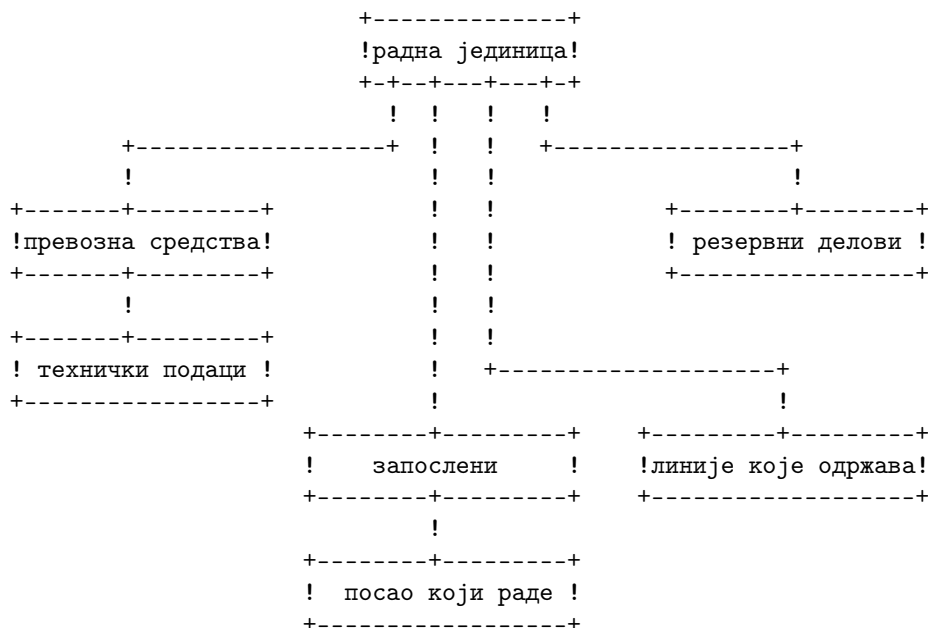 радна јединица
превозна средства
резервни делови
технички подаци
запослени
линије које одржава
посао који раде